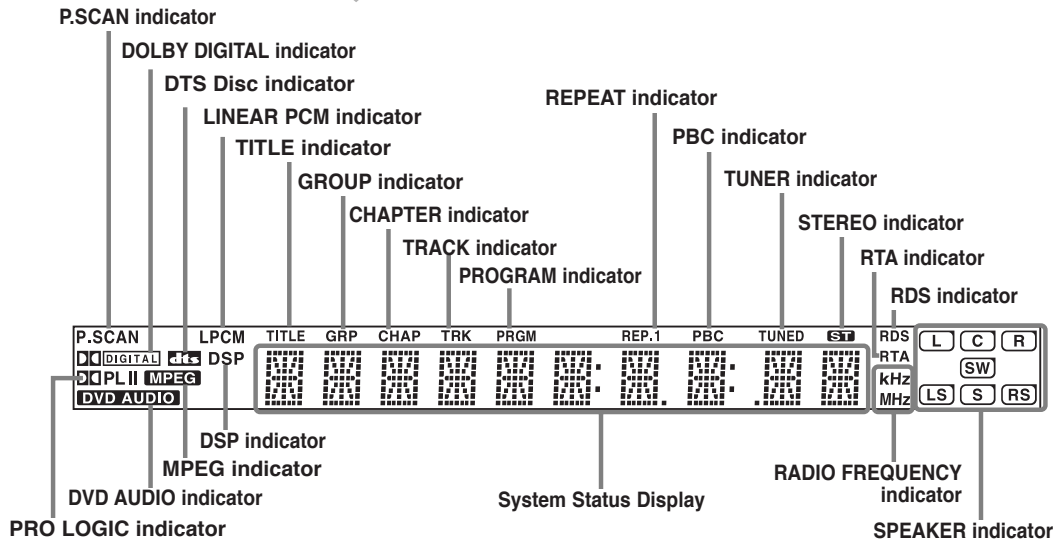 P.SCAN indicator
DOLBY DIGITAL indicator
DTS Disc indicator
LINEAR PCM indicator
TITLE indicator
GROUP indicator
CHAPTER indicator
TRACK indicator
PROGRAM indicator
REPEAT indicator
PBC indicator
TUNER indicator
STEREO indicator
RTA indicator
RDS indicator
P.SCAN LPCM TITLE GRP CHAP TRK PRGM REP.1 PBC TUNED ST RDS
DIGITAL dts DSP RTA
PL II MPEG kHz
DVD AUDIO MHz
L C R
SW
LS S RS
DSP indicator
MPEG indicator
DVD AUDIO indicator
PRO LOGIC indicator
System Status Display
RADIO FREQUENCY
indicator
SPEAKER indicator